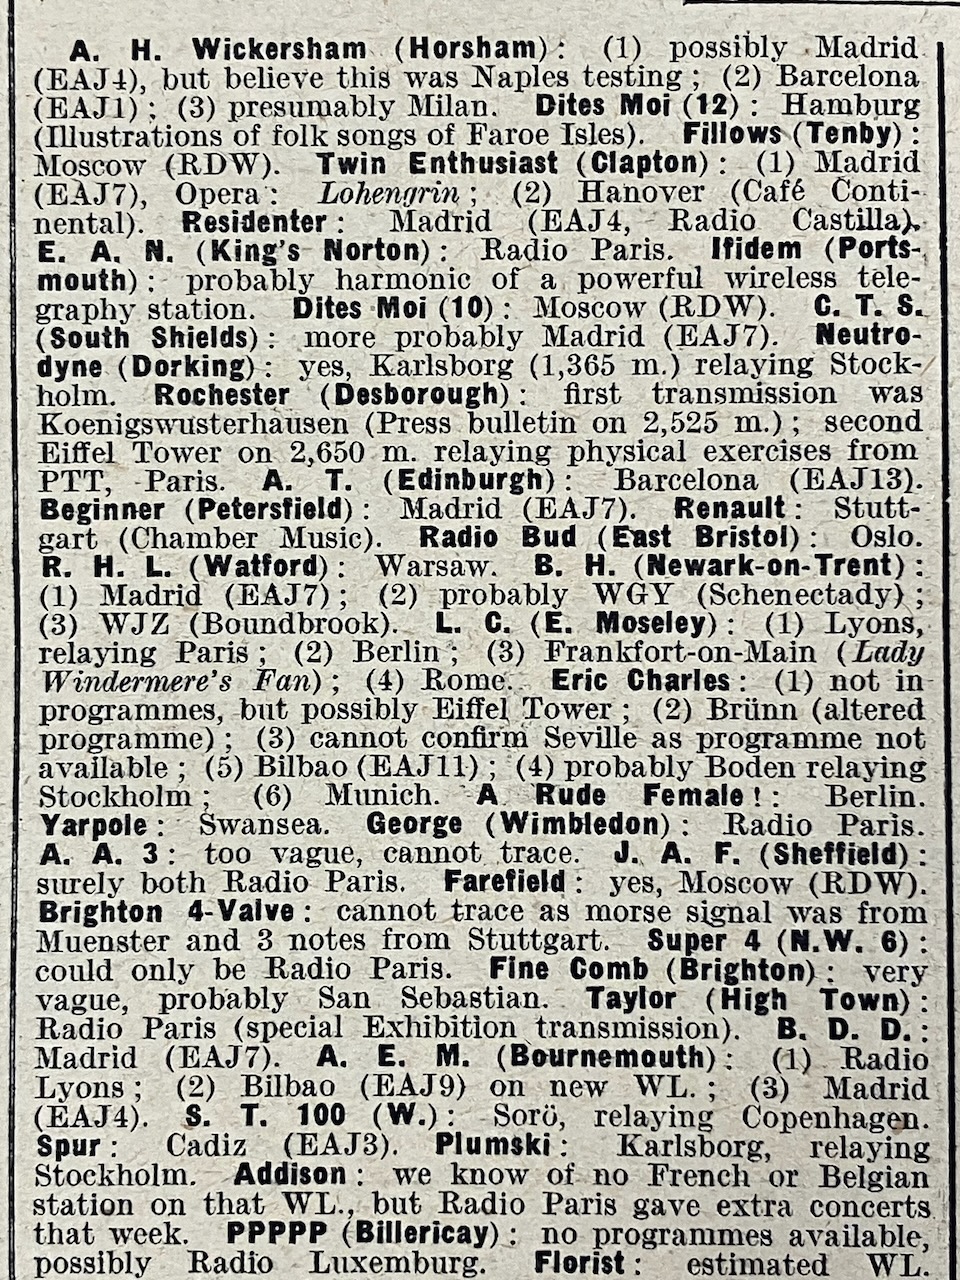 A. H. Wickersham (Horsham): (1) possibly Madrid
(EAJ4), but believe this was Naples testing; (2) Barcelona
(EAJ1); (3) presumably Milan. Dites Moi (12): Hamburg
(Illustrations of folk songs of Faroe Isles). Fillows (Tenby):
Moscow (RDW). Twin Enthusiast (Clapton): (1) Madrid
(EAJ7), Opera: Lohengrin; (2) Hanover (Café Conti-
nental). Residenter: Madrid (EAJ4, Radio Castilla).
E. A. N. (King's Norton): Radio Paris. Ifidem (Ports-
mouth): probably harmonic of a powerful wireless tele-
graphy station. Dites Moi (10): Moscow (RDW). C. T. S.
(South Shields): more probably Madrid (EAJ7). Neutro-
dyne (Dorking): yes, Karlsborg (1,365 m.) relaying Stock-
holm. Rochester (Desborough): first transmission was
Koenigswusterhausen (Press bulletin on 2,525 m.); second
Eiffel Tower on 2,650 m. relaying physical exercises from
PTT, Paris. A. T. (Edinburgh): Barcelona (EAJ13).
Beginner (Petersfield): Madrid (EAJ7). Renault: Stutt-
gart (Chamber Music). Radio Bud (East Bristol): Oslo.
R. H. L. (Watford): Warsaw. B. H. (Newark-on-Trent):
(1) Madrid (EAJ7); (2) probably WGY (Schenectady);
(3) WJZ (Boundbrook). L. C. (E. Moseley): (1) Lyons,
relaying Paris; (2) Berlin; (3) Frankfort-on-Main (Lady
Windermere's Fan); (4) Rome. Eric Charles: (1) not in
programmes, but possibly Eiffel Tower; (2) Brünn (altered
programme); (3) cannot confirm Seville as programme not
available; (5) Bilbao (EAJ11); (4) probably Boden relaying
Stockholm; (6) Munich. A Rude Female!: Berlin.
Yarpole: Swansea. George (Wimbledon): Radio Paris.
A. A. 3: too vague, cannot trace. J. A. F. (Sheffield):
surely both Radio Paris. Farefield: yes, Moscow (RDW).
Brighton 4-Valve: cannot trace as morse signal was from
Muenster and 3 notes from Stuttgart. Super 4 (N.W. 6):
could only be Radio Paris. Fine Comb (Brighton): very
vague, probably San Sebastian. Taylor (High Town):
Radio Paris (special Exhibition transmission). B. D. D.:
Madrid (EAJ7). A. E. M. (Bournemouth): (1) Radio
Lyons; (2) Bilbao (EAJ9) on new WL.; (3) Madrid
(EAJ4). S. T. 100 (W.): Sorö, relaying Copenhagen.
Spur: Cadiz (EAJ3). Plumski: Karlsborg, relaying
Stockholm. Addison: we know of no French or Belgian
station on that WL., but Radio Paris gave extra concerts
that week. PPPPP (Billericay): no programmes available,
possibly Radio Luxemburg. Florist: estimated WL.